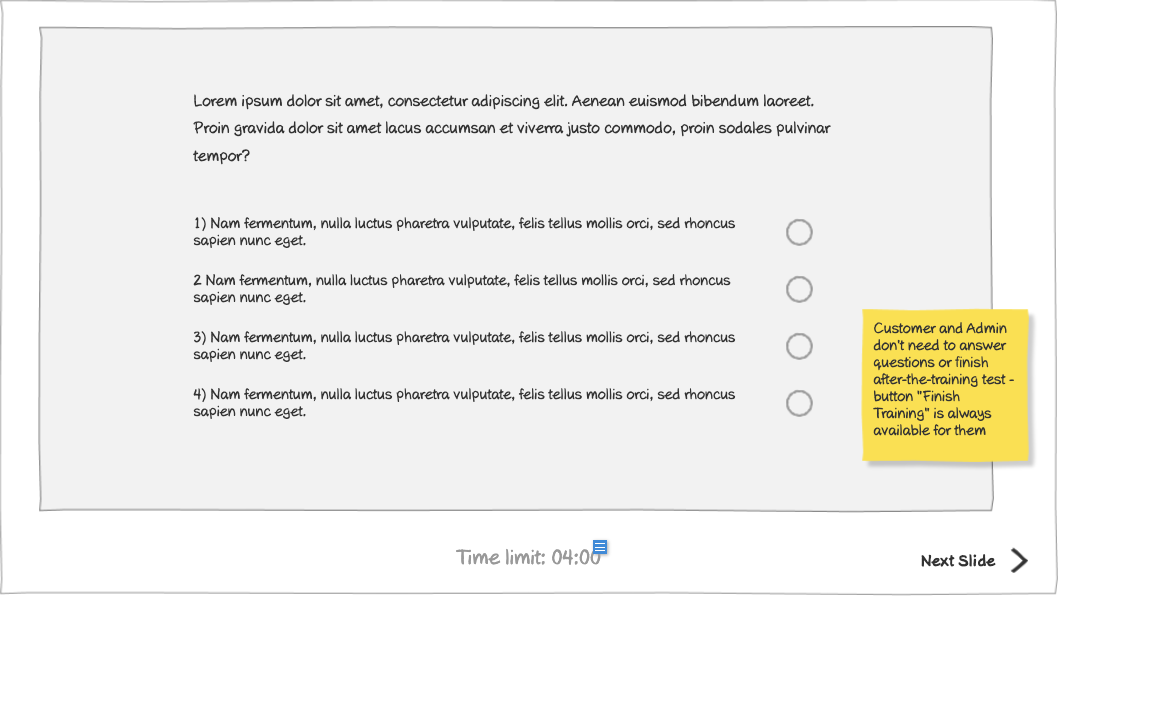 Lorem ipsum dolor sit amet, consectetur adipiscing elit. Aenean euismod bibendum laoreet.
Proin gravida dolor sit amet lacus accumsan et viverra justo commodo, proin sodales pulvinar
tempor?
1) Nam fermentum, nulla luctus pharetra vulputate, felis tellus mollis orci, sed rhoncus
sapien nunc eget.
2 Nam fermentum, nulla luctus pharetra vulputate, felis tellus mollis orci, sed rhoncus
sapien nunc eget.
3) Nam fermentum, nulla luctus pharetra vulputate, felis tellus mollis orci, sed rhoncus
sapien nunc eget.
4) Nam fermentum, nulla luctus pharetra vulputate, felis tellus mollis orci, sed rhoncus
sapien nunc eget.
Customer and Admin
don't need to answer
questions or finish
after-the-training test -
button "Finish
Training" is always
available for them
Time limit: 04:00
Next Slide